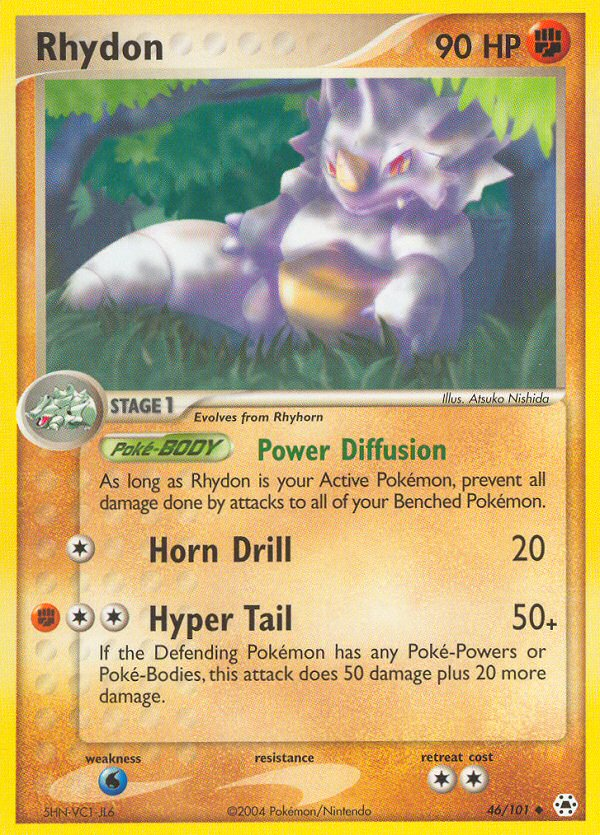 Rhydon 90 HP
Illus. Atsuko Nishida
STAGE 1
Evolves from Rhyhorn
Poké-BODY Power Diffusion
As long as Rhydon is your Active Pokémon, prevent all
damage done by attacks to all of your Benched Pokémon.
Horn Drill 20
Hyper Tail 50+
If the Defending Pokémon has any Poké-Powers or
Poké-Bodies, this attack does 50 damage plus 20 more
damage.
weakness resistance retreat cost
5HN-VC1-JL6 ©2004 Pokémon/Nintendo 46/101